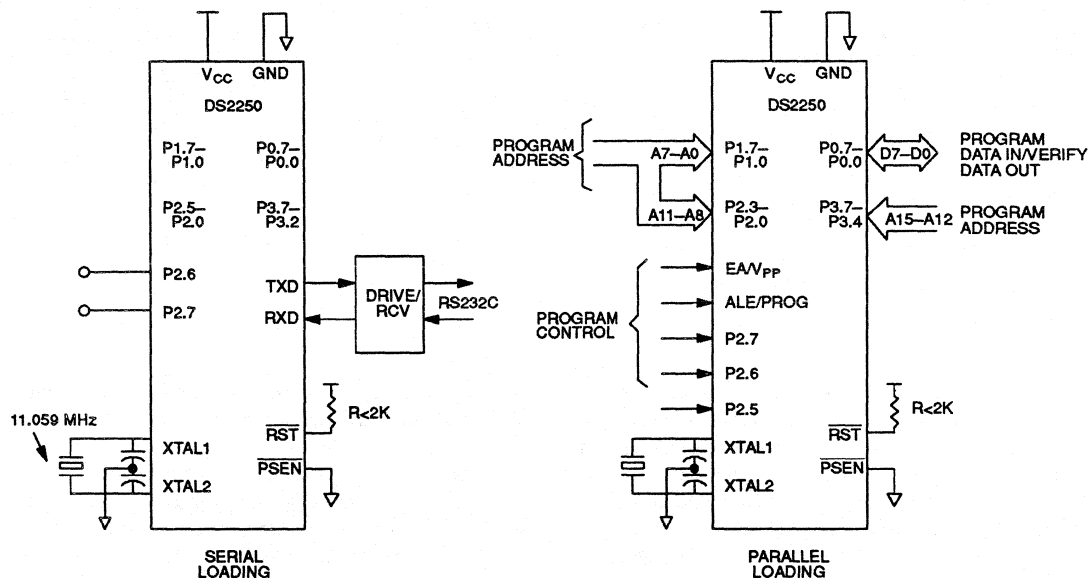 VCC GND
DS2250
P1.7–
P1.0
P0.7–
P0.0
P2.5–
P2.0
P3.7–
P3.2
P2.6
P2.7
TXD
RXD
DRIVE/
RCV
RS232C
R<2K
11.059 MHz
XTAL1
XTAL2
RST
PSEN
SERIAL
LOADING
VCC GND
DS2250
PROGRAM
ADDRESS
A7–A0
P1.7–
P1.0
P0.7–
P0.0
D7–D0
PROGRAM
DATA IN/VERIFY
DATA OUT
A11–A8
P2.3–
P2.0
P3.7–
P3.4
A15–A12
PROGRAM
ADDRESS
PROGRAM
CONTROL
EA/VPP
ALE/PROG
P2.7
P2.6
P2.5
R<2K
RST
PSEN
XTAL1
XTAL2
PARALLEL
LOADING